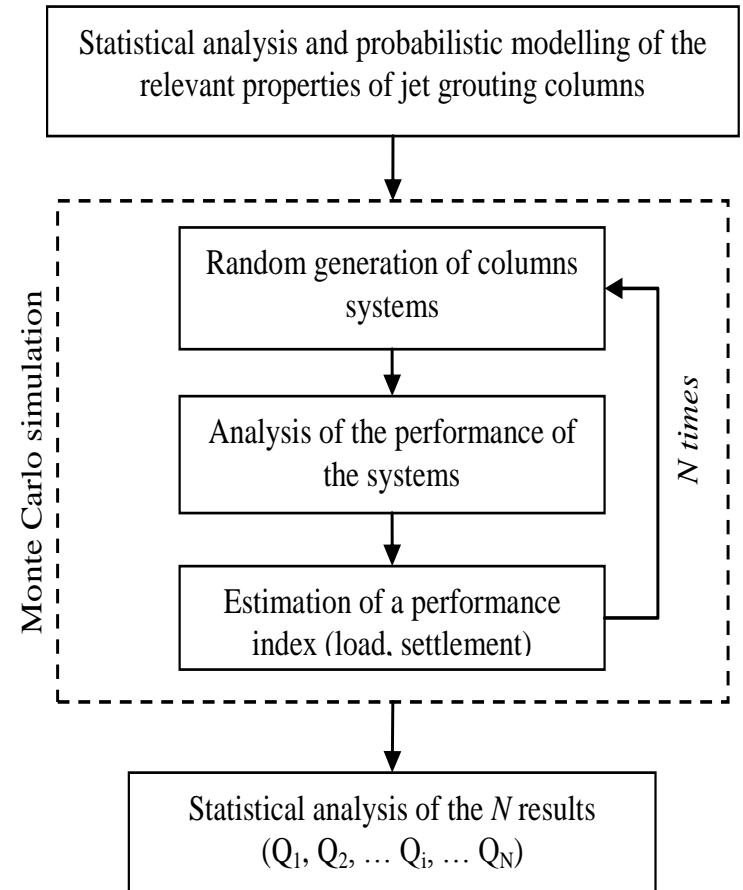 Statistical analysis and probabilistic modelling of the
relevant properties of jet grouting columns
Monte Carlo simulation
Random generation of columns
systems
Analysis of the performance of
the systems
Estimation of a performance
index (load, settlement)
N times
Statistical analysis of the N results
(Q₁, Q₂, … Qᵢ, … Q_N)